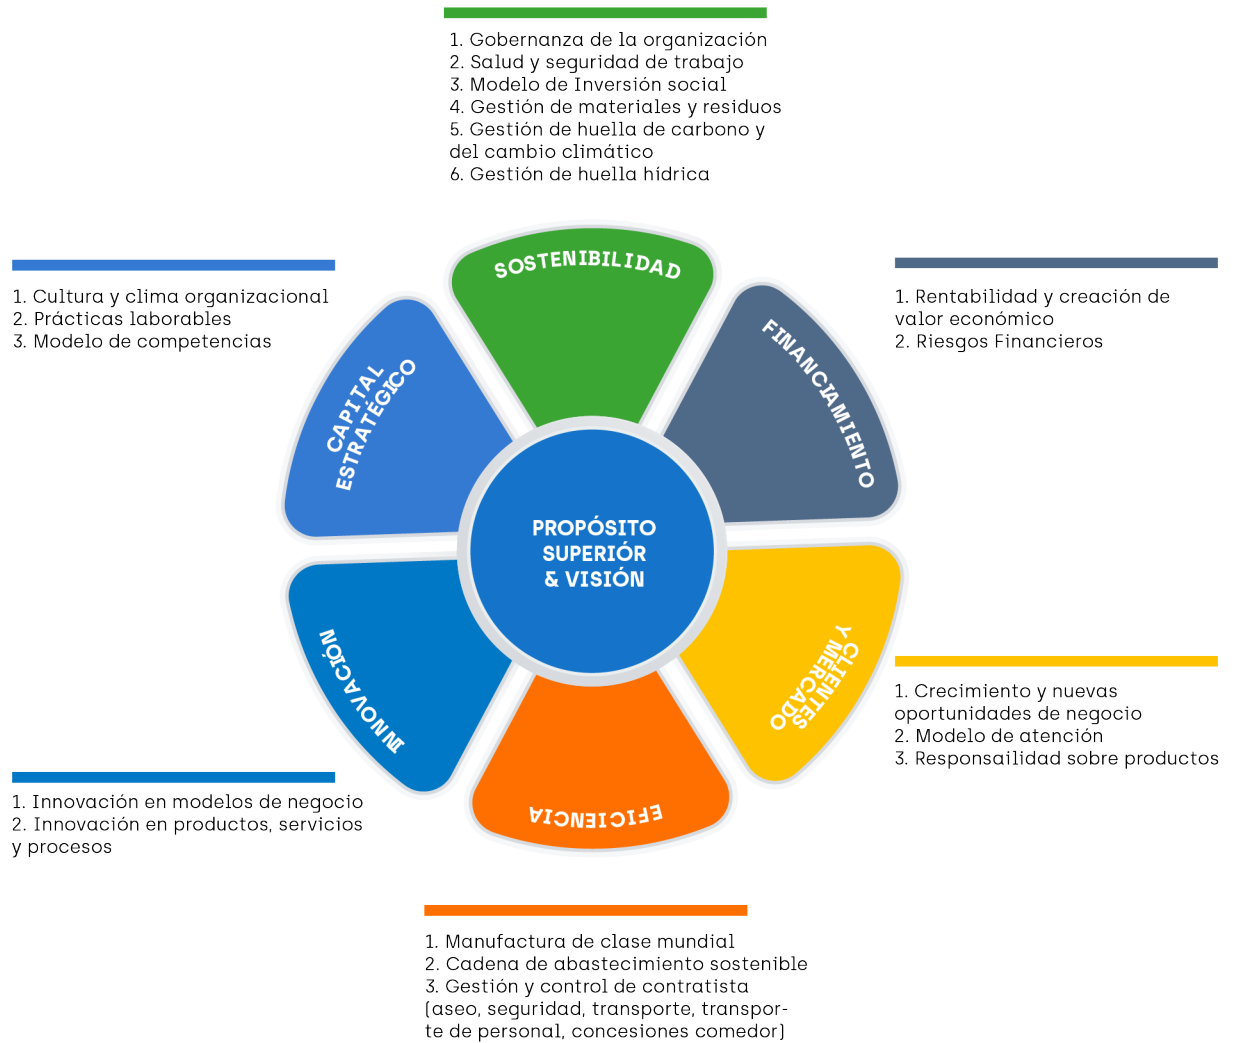 1. Gobernanza de la organización
2. Salud y seguridad de trabajo
3. Modelo de Inversión social
4. Gestión de materiales y residuos
5. Gestión de huella de carbono y
del cambio climático
6. Gestión de huella hídrica
1. Cultura y clima organizacional
2. Prácticas laborables
3. Modelo de competencias
1. Rentabilidad y creación de
valor económico
2. Riesgos Financieros
SOSTENIBILIDAD
FINANCIAMIENTO
CAPITAL
ESTRATÉGICO
PROPÓSITO
SUPERIÓR
& VISIÓN
CLIENTES
Y MERCADO
INNOVACIÓN
EFICIENCIA
1. Crecimiento y nuevas
oportunidades de negocio
2. Modelo de atención
3. Responsailidad sobre productos
1. Innovación en modelos de negocio
2. Innovación en productos, servicios
y procesos
1. Manufactura de clase mundial
2. Cadena de abastecimiento sostenible
3. Gestión y control de contratista
(aseo, seguridad, transporte, transpor-
te de personal, concesiones comedor)